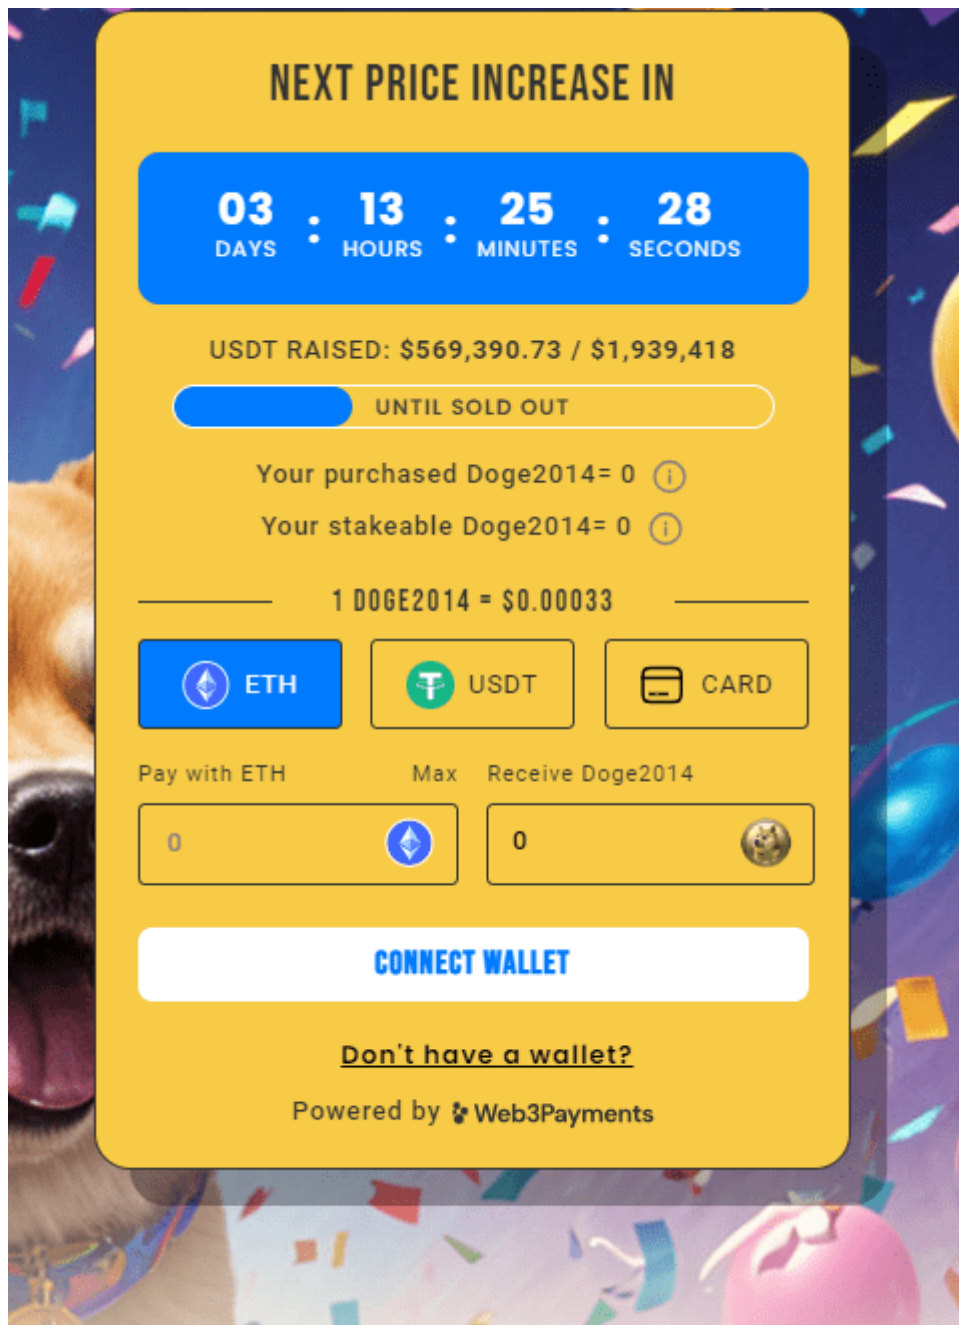 NEXT PRICE INCREASE IN
03 : 13 : 25 : 28
DAYS HOURS MINUTES SECONDS
USDT RAISED: $569,390.73 / $1,939,418
UNTIL SOLD OUT
Your purchased Doge2014= 0
Your stakeable Doge2014= 0
1 DOGE2014 = $0.00033
ETH USDT CARD
Pay with ETH Max Receive Doge2014
0 0
CONNECT WALLET
Don't have a wallet?
Powered by Web3Payments